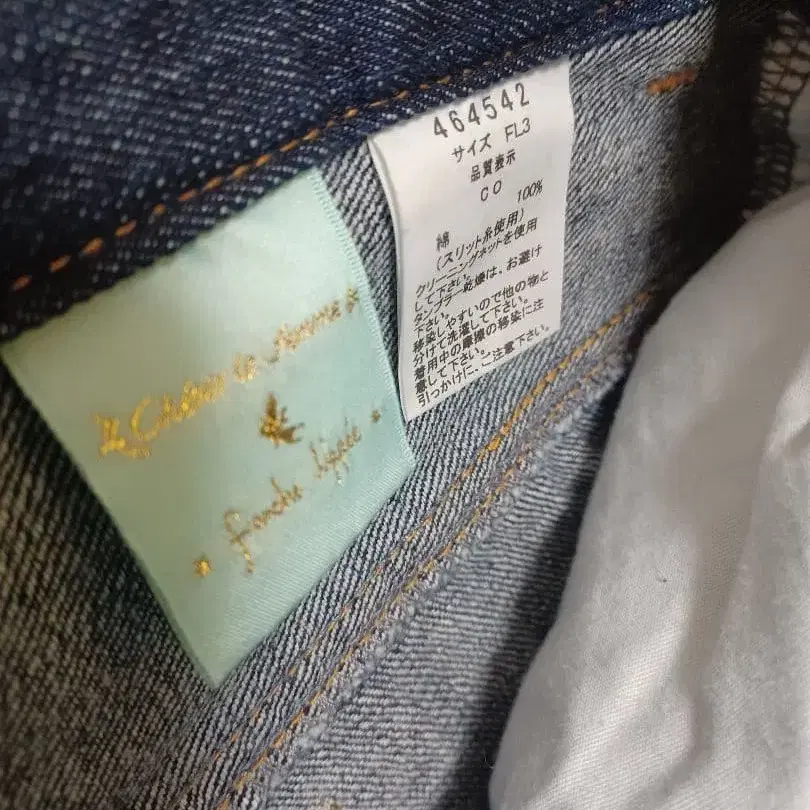 franche lippée
464542
サイズ FL3
品質表示
CO
綿 100%
(スリット糸使用)
クリーニングネットを使用
して下さい。
タンブラー乾燥は、お避け
下さい。
移染しやすいので他の物と
分けて洗濯して下さい。
着用中の摩擦の移染に注
意して下さい。
引っかけに、ご注意下さい。